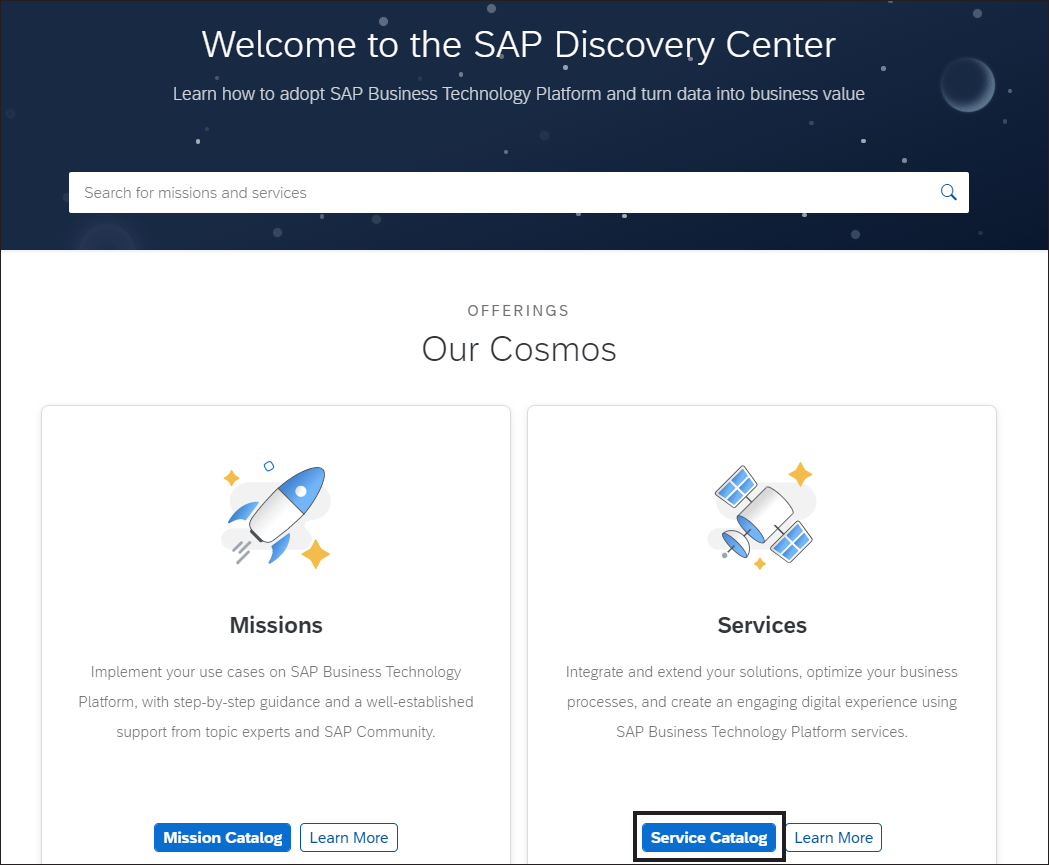 Welcome to the SAP Discovery Center
Learn how to adopt SAP Business Technology Platform and turn data into business value
Search for missions and services
OFFERINGS
Our Cosmos
Missions
Implement your use cases on SAP Business Technology
Platform, with step-by-step guidance and a well-established
support from topic experts and SAP Community.
Mission Catalog
Learn More
Services
Integrate and extend your solutions, optimize your business
processes, and create an engaging digital experience using
SAP Business Technology Platform services.
Service Catalog
Learn More